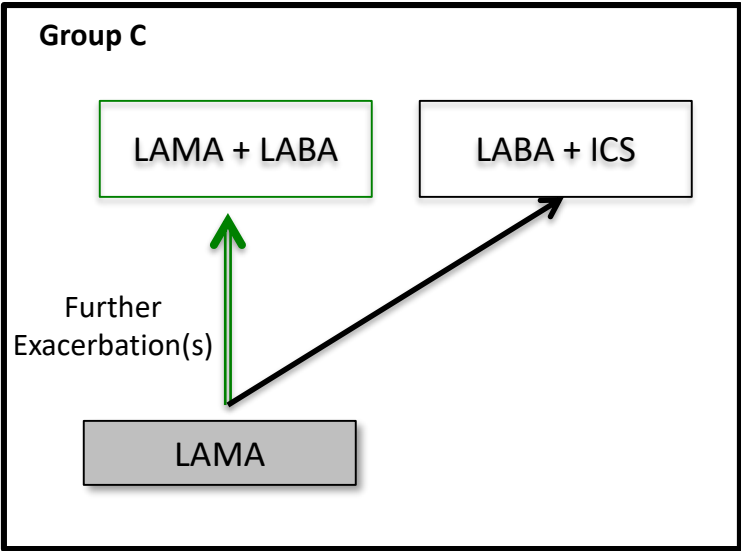 Group C
LAMA + LABA
LABA + ICS
Further
Exacerbation(s)
LAMA